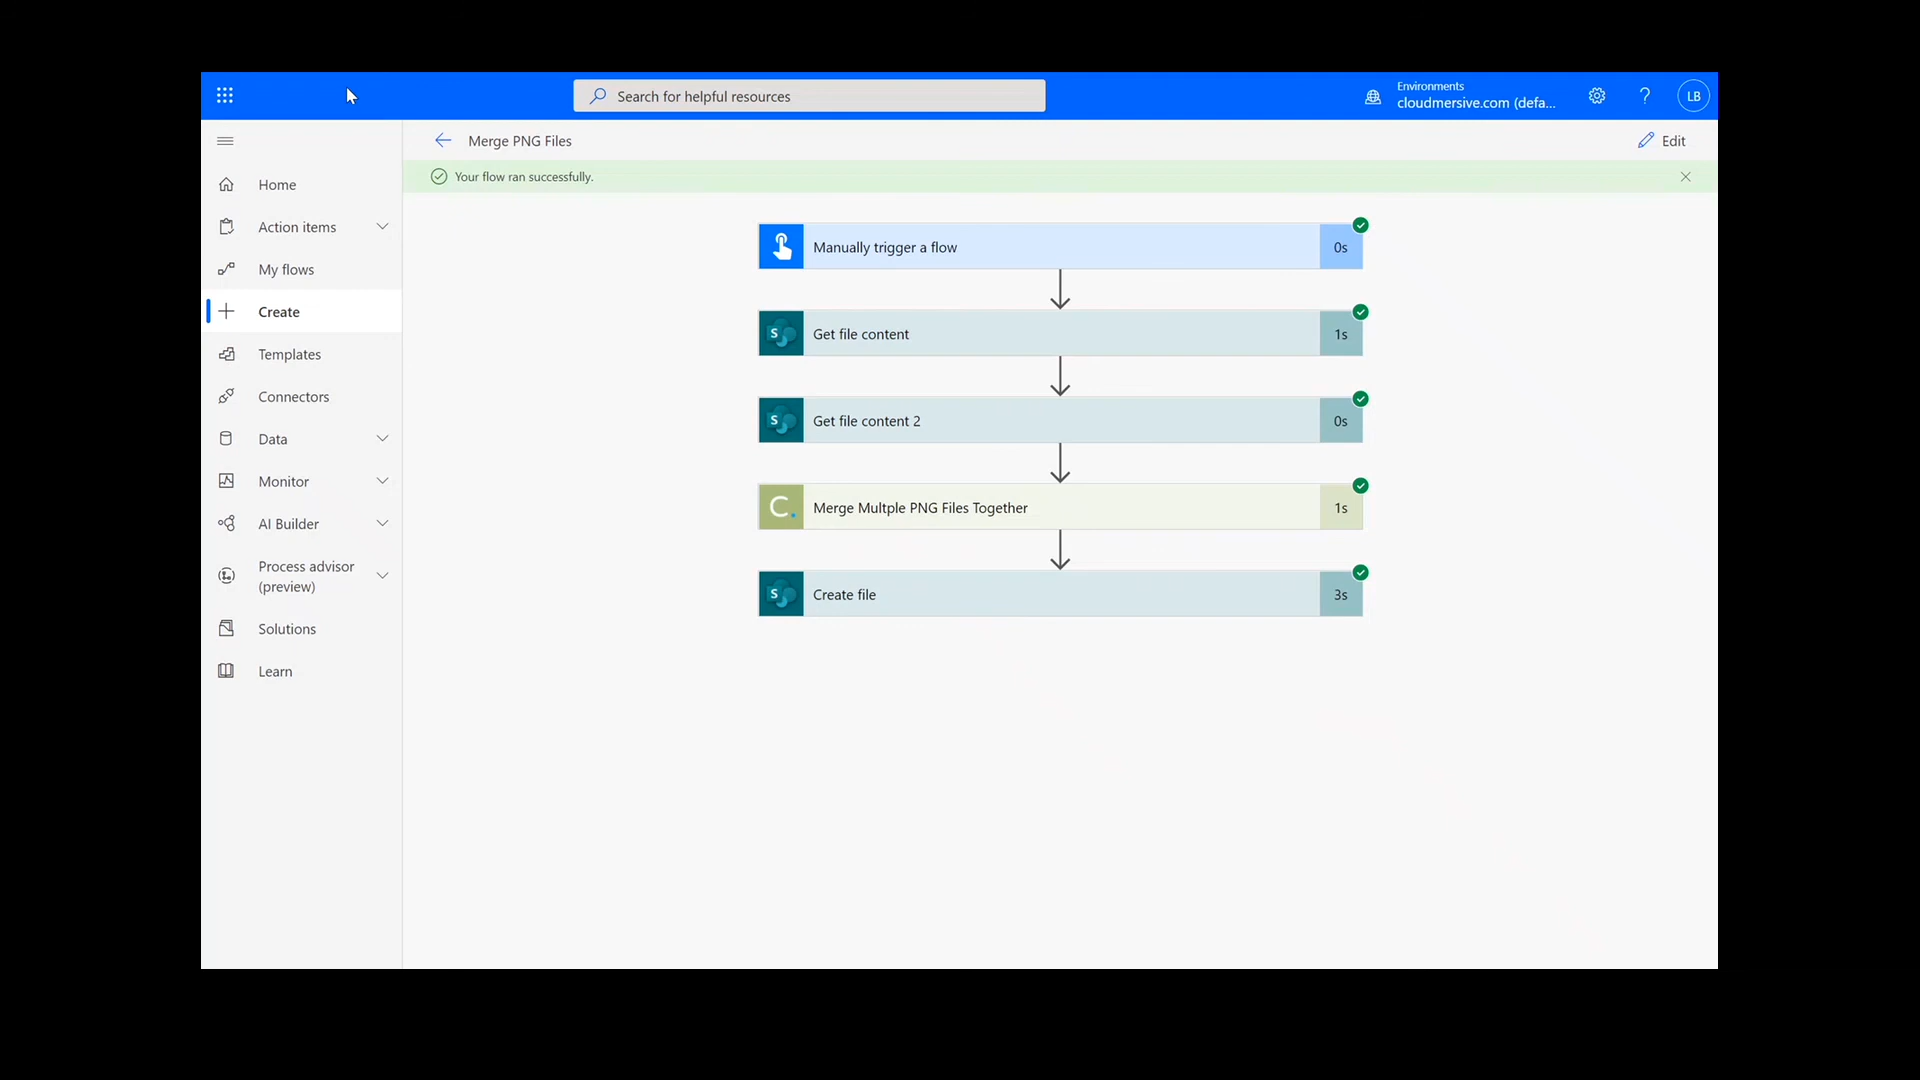 Search for helpful resources
Environments
cloudmersive.com (defa...
LB
Merge PNG Files
Edit
Your flow ran successfully.
Home
Action items
My flows
Create
Templates
Connectors
Data
Monitor
AI Builder
Process advisor
(preview)
Solutions
Learn
Manually trigger a flow
0s
S
Get file content
1s
S
Get file content 2
0s
C.
Merge Multple PNG Files Together
1s
S
Create file
3s